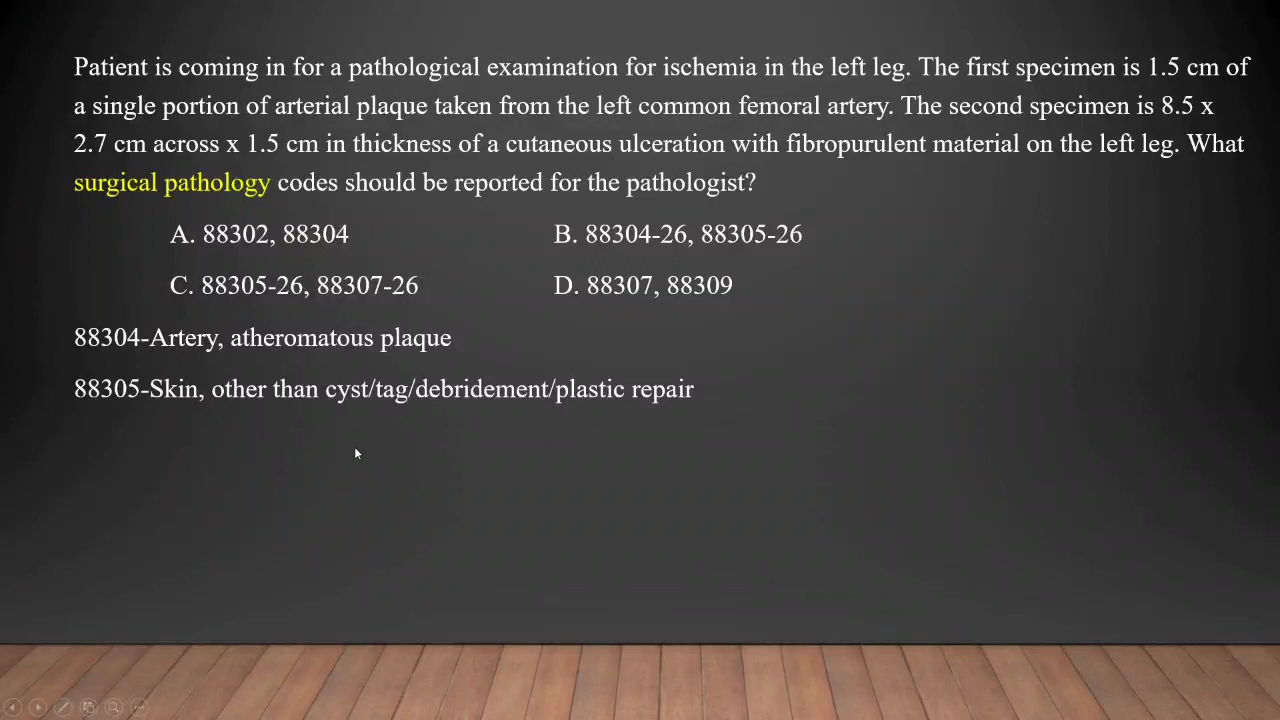 Patient is coming in for a pathological examination for ischemia in the left leg. The first specimen is 1.5 cm of
a single portion of arterial plaque taken from the left common femoral artery. The second specimen is 8.5 x
2.7 cm across x 1.5 cm in thickness of a cutaneous ulceration with fibropurulent material on the left leg. What
surgical pathology codes should be reported for the pathologist?
A. 88302, 88304 B. 88304-26, 88305-26
C. 88305-26, 88307-26 D. 88307, 88309
88304-Artery, atheromatous plaque
88305-Skin, other than cyst/tag/debridement/plastic repair